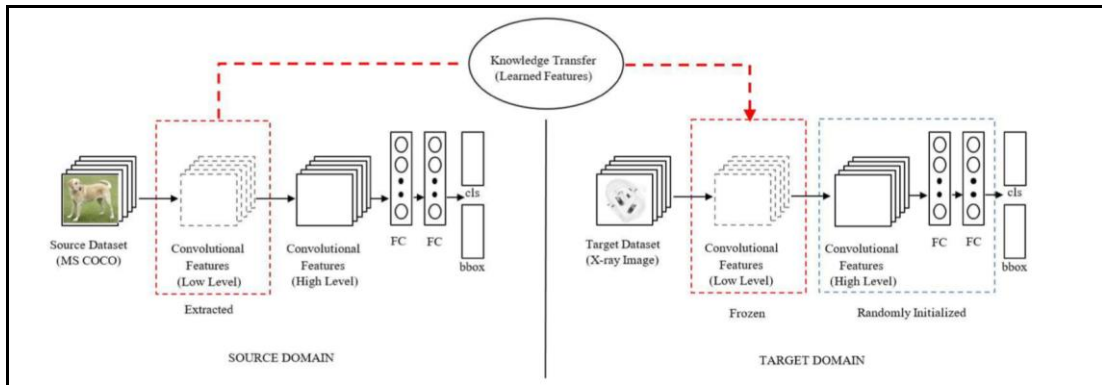 Knowledge Transfer
(Learned Features)
Source Dataset
(MS COCO)
Convolutional
Features
(Low Level)
Extracted
Convolutional
Features
(High Level)
FC
FC
cls
bbox
SOURCE DOMAIN
Target Dataset
(X-ray Image)
Convolutional
Features
(Low Level)
Frozen
Convolutional
Features
(High Level)
FC
FC
cls
bbox
Randomly Initialized
TARGET DOMAIN